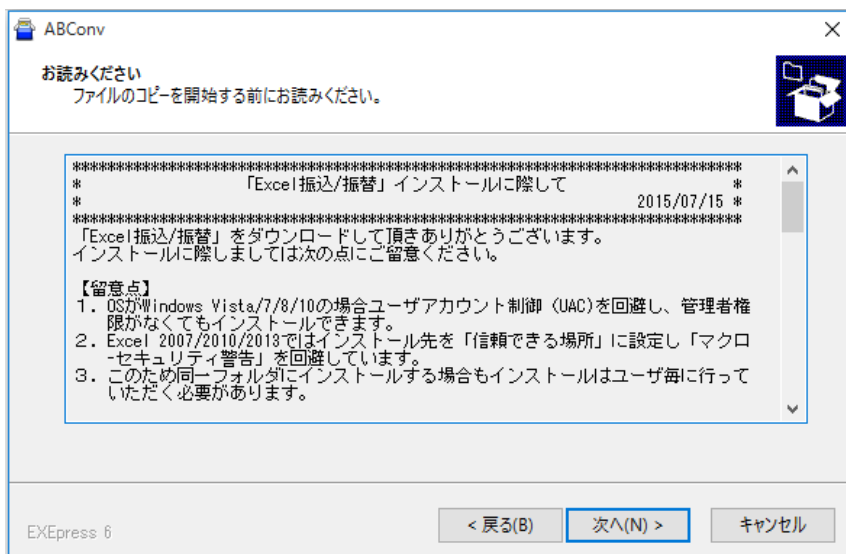 ABConv
お読みください
ファイルのコピーを開始する前にお読みください。
*****************************************************************************
* 「Excel振込/振替」インストールに際して *
* 2015/07/15 *
*****************************************************************************
「Excel振込/振替」をダウンロードして頂きありがとうございます。
インストールに際しましては次の点にご留意ください。
【留意点】
1. OSがWindows Vista/7/8/10の場合ユーザアカウント制御 (UAC)を回避し、管理者権
限がなくてもインストールできます。
2. Excel 2007/2010/2013ではインストール先を「信頼できる場所」に設定し「マクロ
-セキュリティ警告」を回避しています。
3. このため同一フォルダにインストールする場合もインストールはユーザ毎に行って
いただく必要があります。
EXEpress 6
< 戻る(B)
次へ(N) >
キャンセル